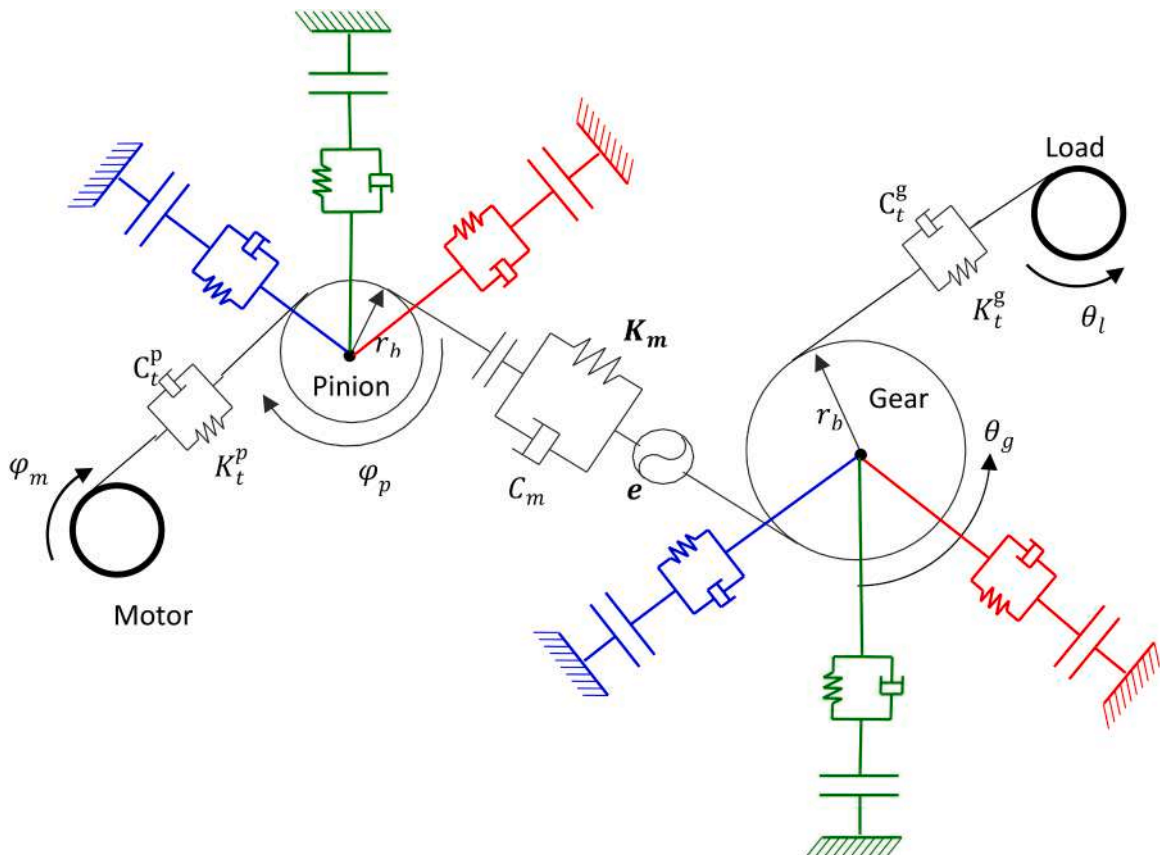 Load
C_t^g
K_t^g
θ_l
K_m
r_b
Pinion
C_t^p
K_t^p
φ_m
φ_p
C_m
e
Gear
r_b
θ_g
Motor